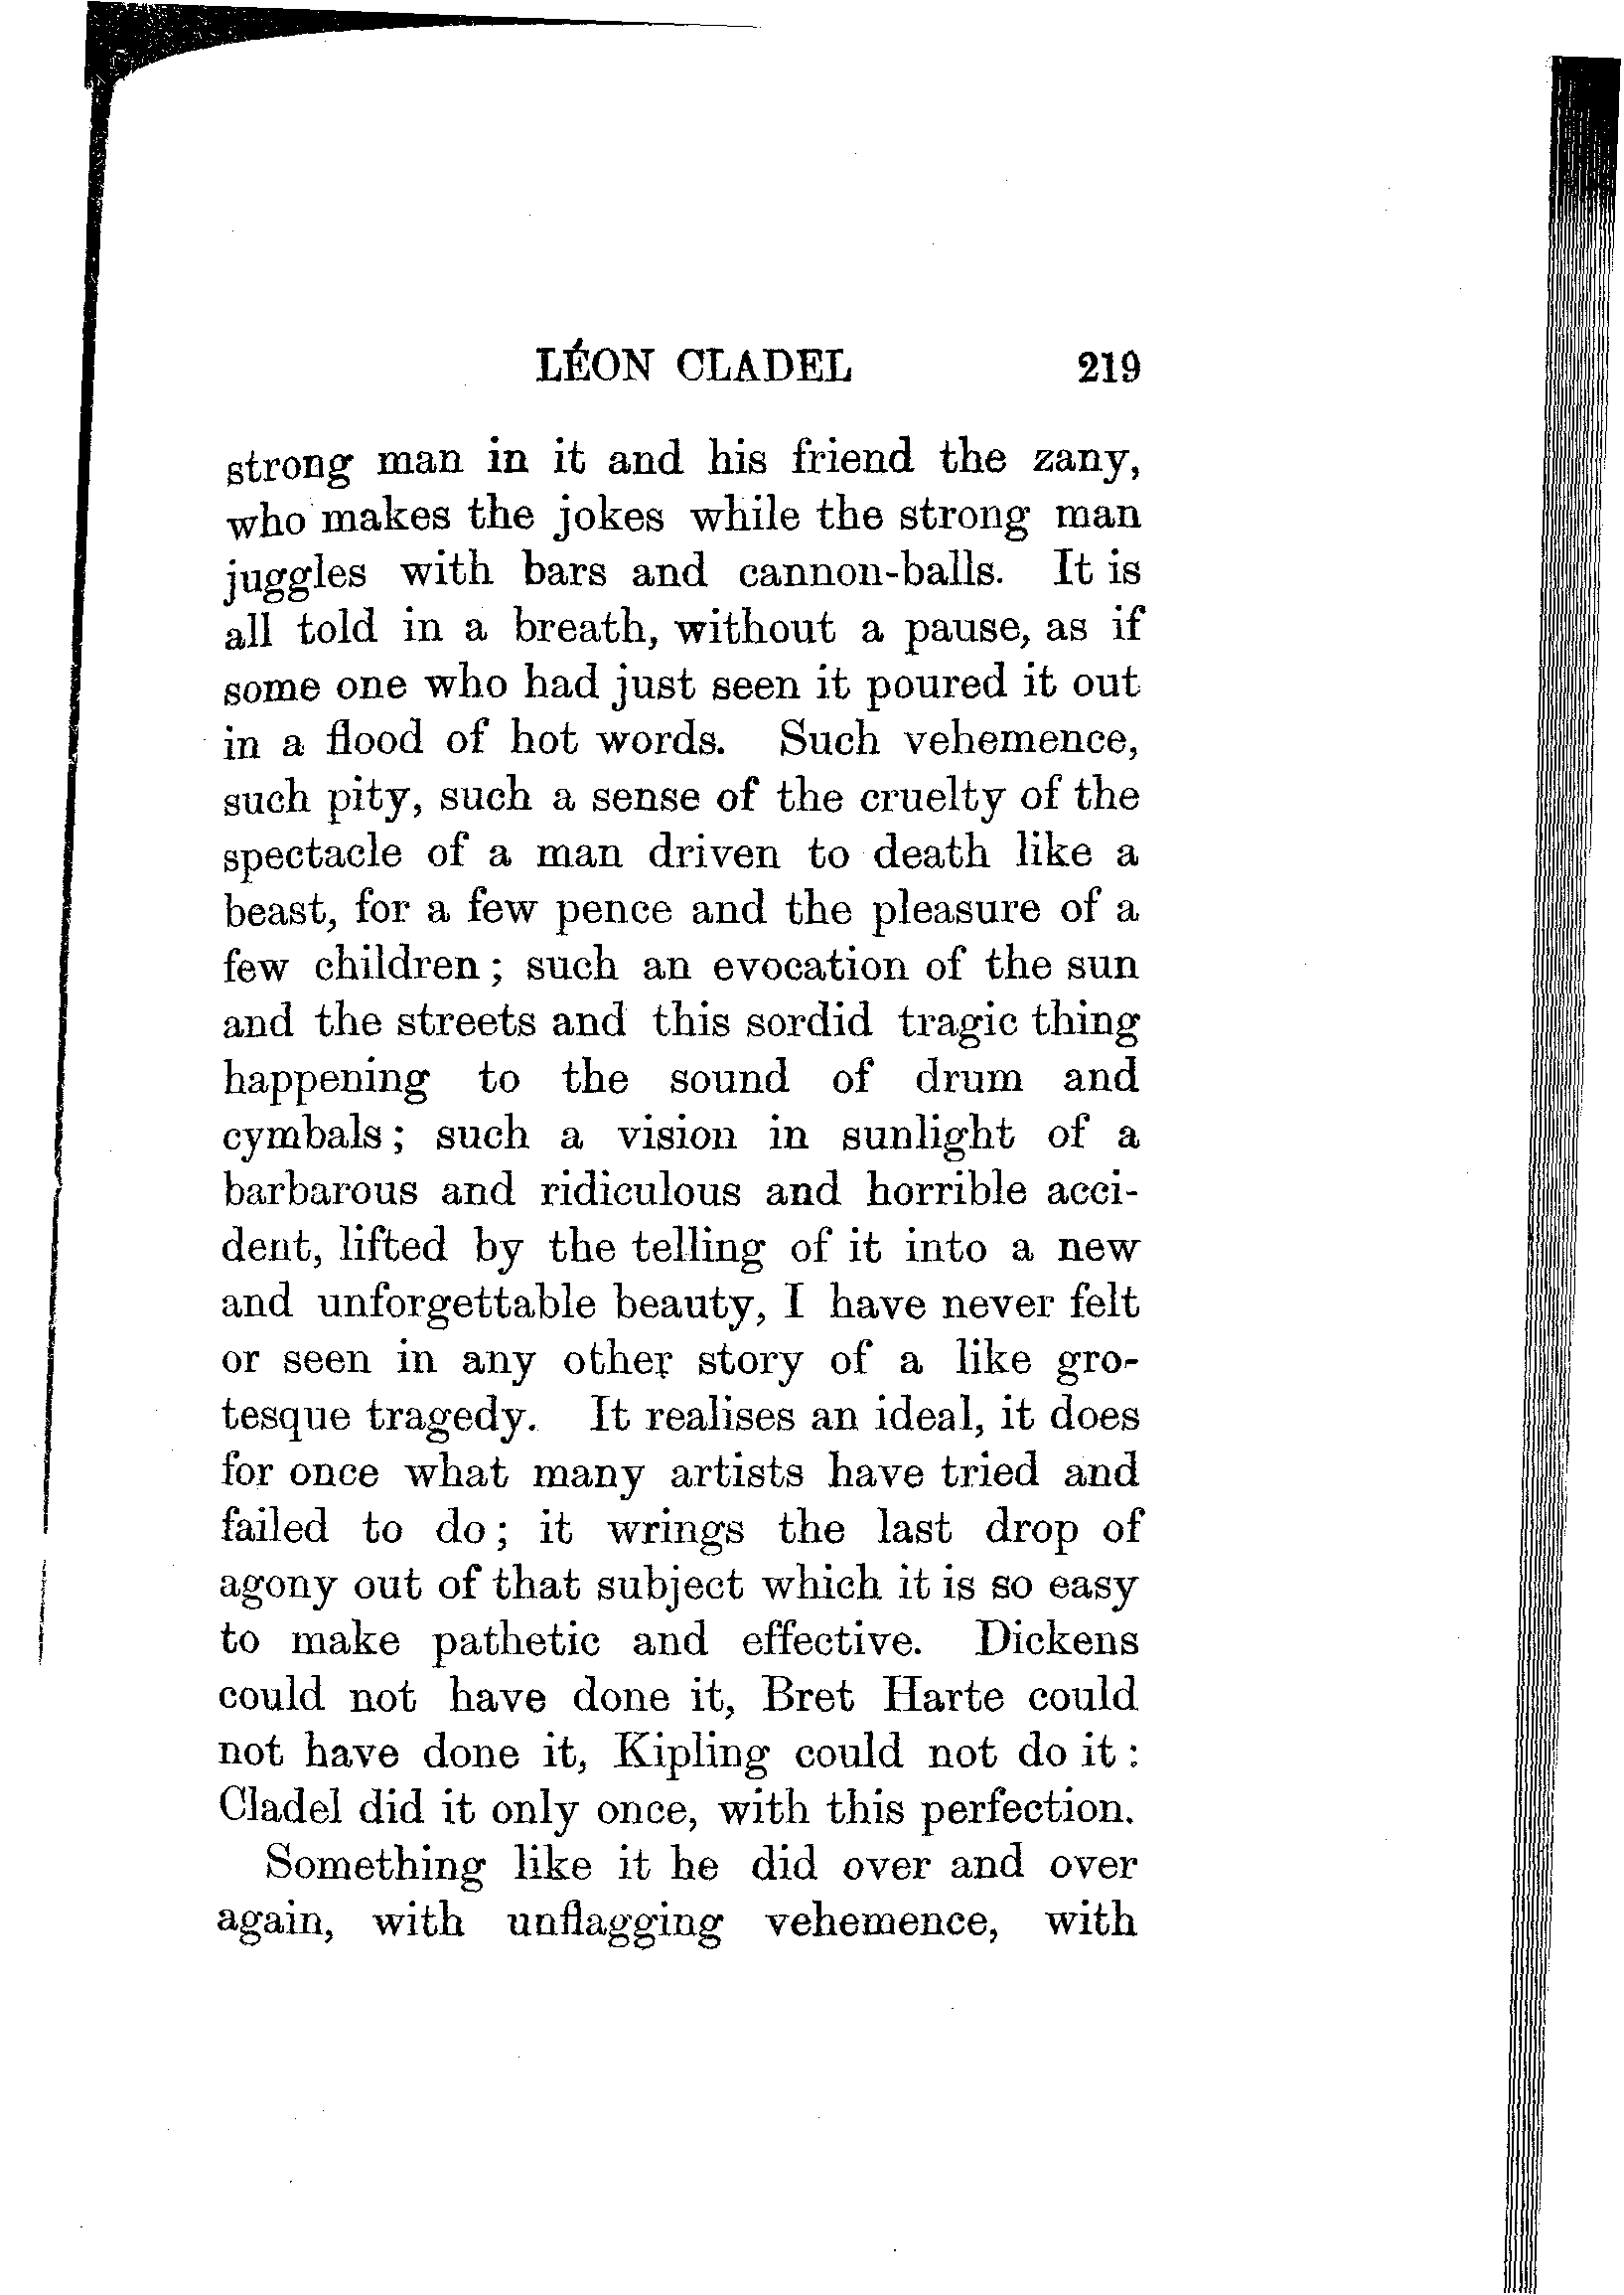 LÉON CLADEL 219
strong man in it and his friend the zany,
who makes the jokes while the strong man
juggles with bars and cannon-balls. It is
all told in a breath, without a pause, as if
some one who had just seen it poured it out
in a flood of hot words. Such vehemence,
such pity, such a sense of the cruelty of the
spectacle of a man driven to death like a
beast, for a few pence and the pleasure of a
few children; such an evocation of the sun
and the streets and this sordid tragic thing
happening to the sound of drum and
cymbals; such a vision in sunlight of a
barbarous and ridiculous and horrible acci-
dent, lifted by the telling of it into a new
and unforgettable beauty, I have never felt
or seen in any other story of a like gro-
tesque tragedy. It realises an ideal, it does
for once what many artists have tried and
failed to do; it wrings the last drop of
agony out of that subject which it is so easy
to make pathetic and effective. Dickens
could not have done it, Bret Harte could
not have done it, Kipling could not do it:
Cladel did it only once, with this perfection.
Something like it he did over and over
again, with unflagging vehemence, with